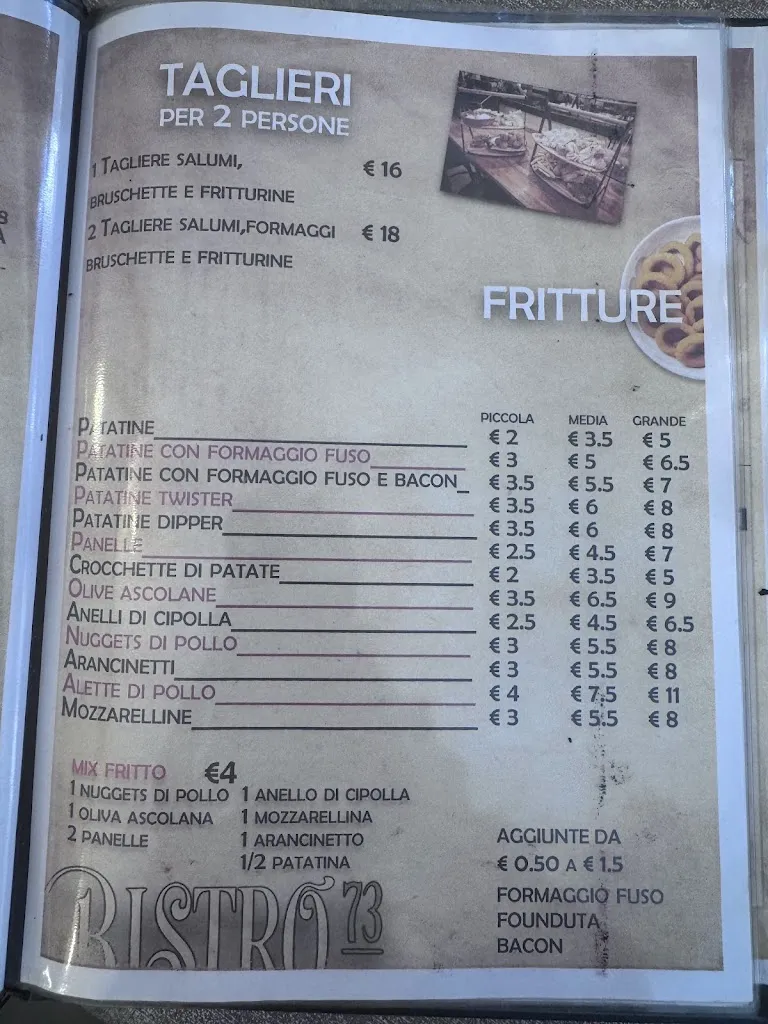 TAGLIERI
PER 2 PERSONE
1 TAGLIERE SALUMI, € 16
BRUSCHETTE E FRITTURINE
2 TAGLIERE SALUMI,FORMAGGI € 18
BRUSCHETTE E FRITTURINE
FRITTURE
PICCOLA MEDIA GRANDE
PATATINE € 2 € 3.5 € 5
PATATINE CON FORMAGGIO FUSO € 3 € 5 € 6.5
PATATINE CON FORMAGGIO FUSO E BACON € 3.5 € 5.5 € 7
PATATINE TWISTER € 3.5 € 6 € 8
PATATINE DIPPER € 3.5 € 6 € 8
PANELLE € 2.5 € 4.5 € 7
CROCCHETTE DI PATATE € 2 € 3.5 € 5
OLIVE ASCOLANE € 3.5 € 6.5 € 9
ANELLI DI CIPOLLA € 2.5 € 4.5 € 6.5
NUGGETS DI POLLO € 3 € 5.5 € 8
ARANCINETTI € 3 € 5.5 € 8
ALETTE DI POLLO € 4 € 7.5 € 11
MOZZARELLINE € 3 € 5.5 € 8
MIX FRITTO €4
1 NUGGETS DI POLLO 1 ANELLO DI CIPOLLA
1 OLIVA ASCOLANA 1 MOZZARELLINA
2 PANELLE 1 ARANCINETTO
1/2 PATATINA
AGGIUNTE DA
€ 0.50 A € 1.5
FORMAGGIO FUSO
FOUNDUTA
BACON
BISTRÒ 73